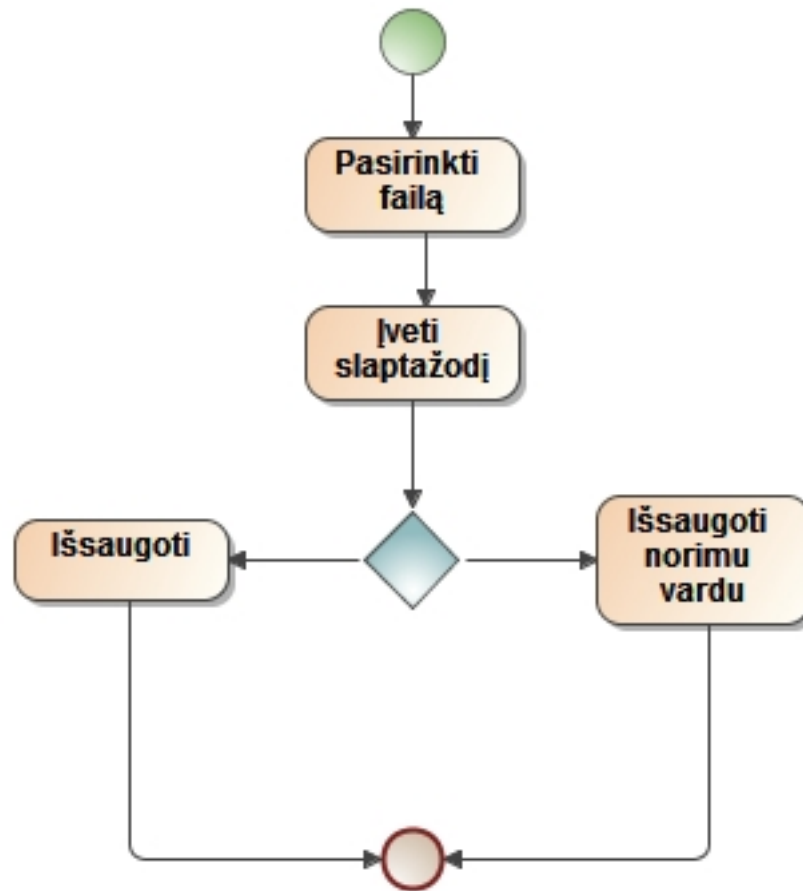 Pasirinkti
failą
Įveti
slaptažodį
Išsaugoti
Išsaugoti
norimu
vardu